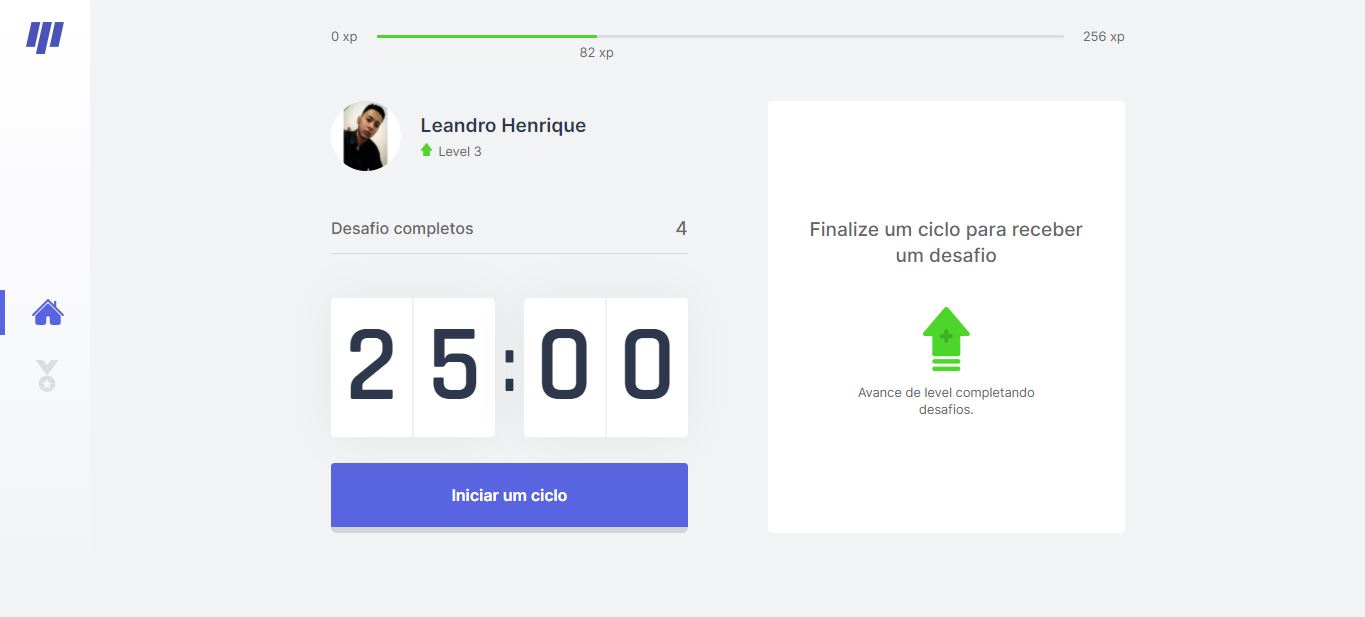 0 xp
256 xp
82 xp
Leandro Henrique
Level 3
Desafio completos
4
25:00
Iniciar um ciclo
Finalize um ciclo para receber
um desafio
Avance de level completando
desafios.